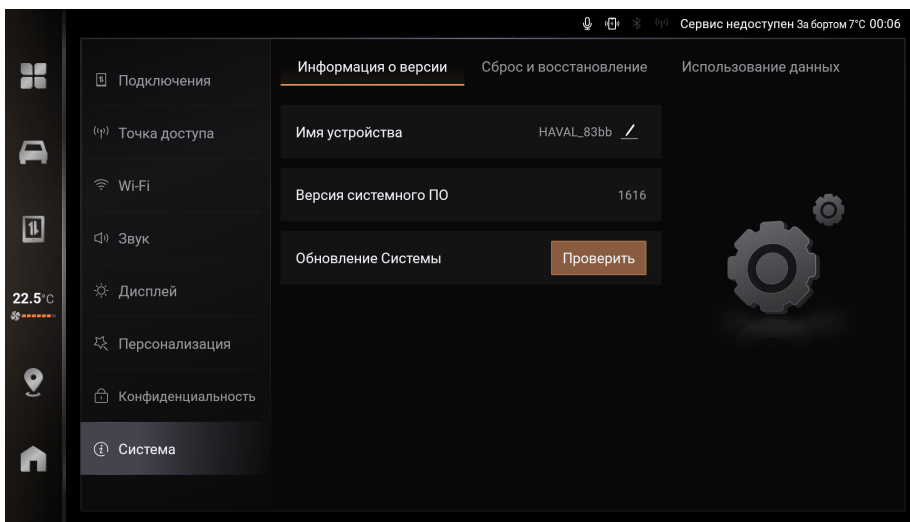 Сервис недоступен За бортом 7°C 00:06
22.5°C
Подключения
Точка доступа
Wi-Fi
Звук
Дисплей
Персонализация
Конфиденциальность
Система
Информация о версии
Сброс и восстановление
Использование данных
Имя устройства
HAVAL_83bb
Версия системного ПО
1616
Обновление Системы
Проверить